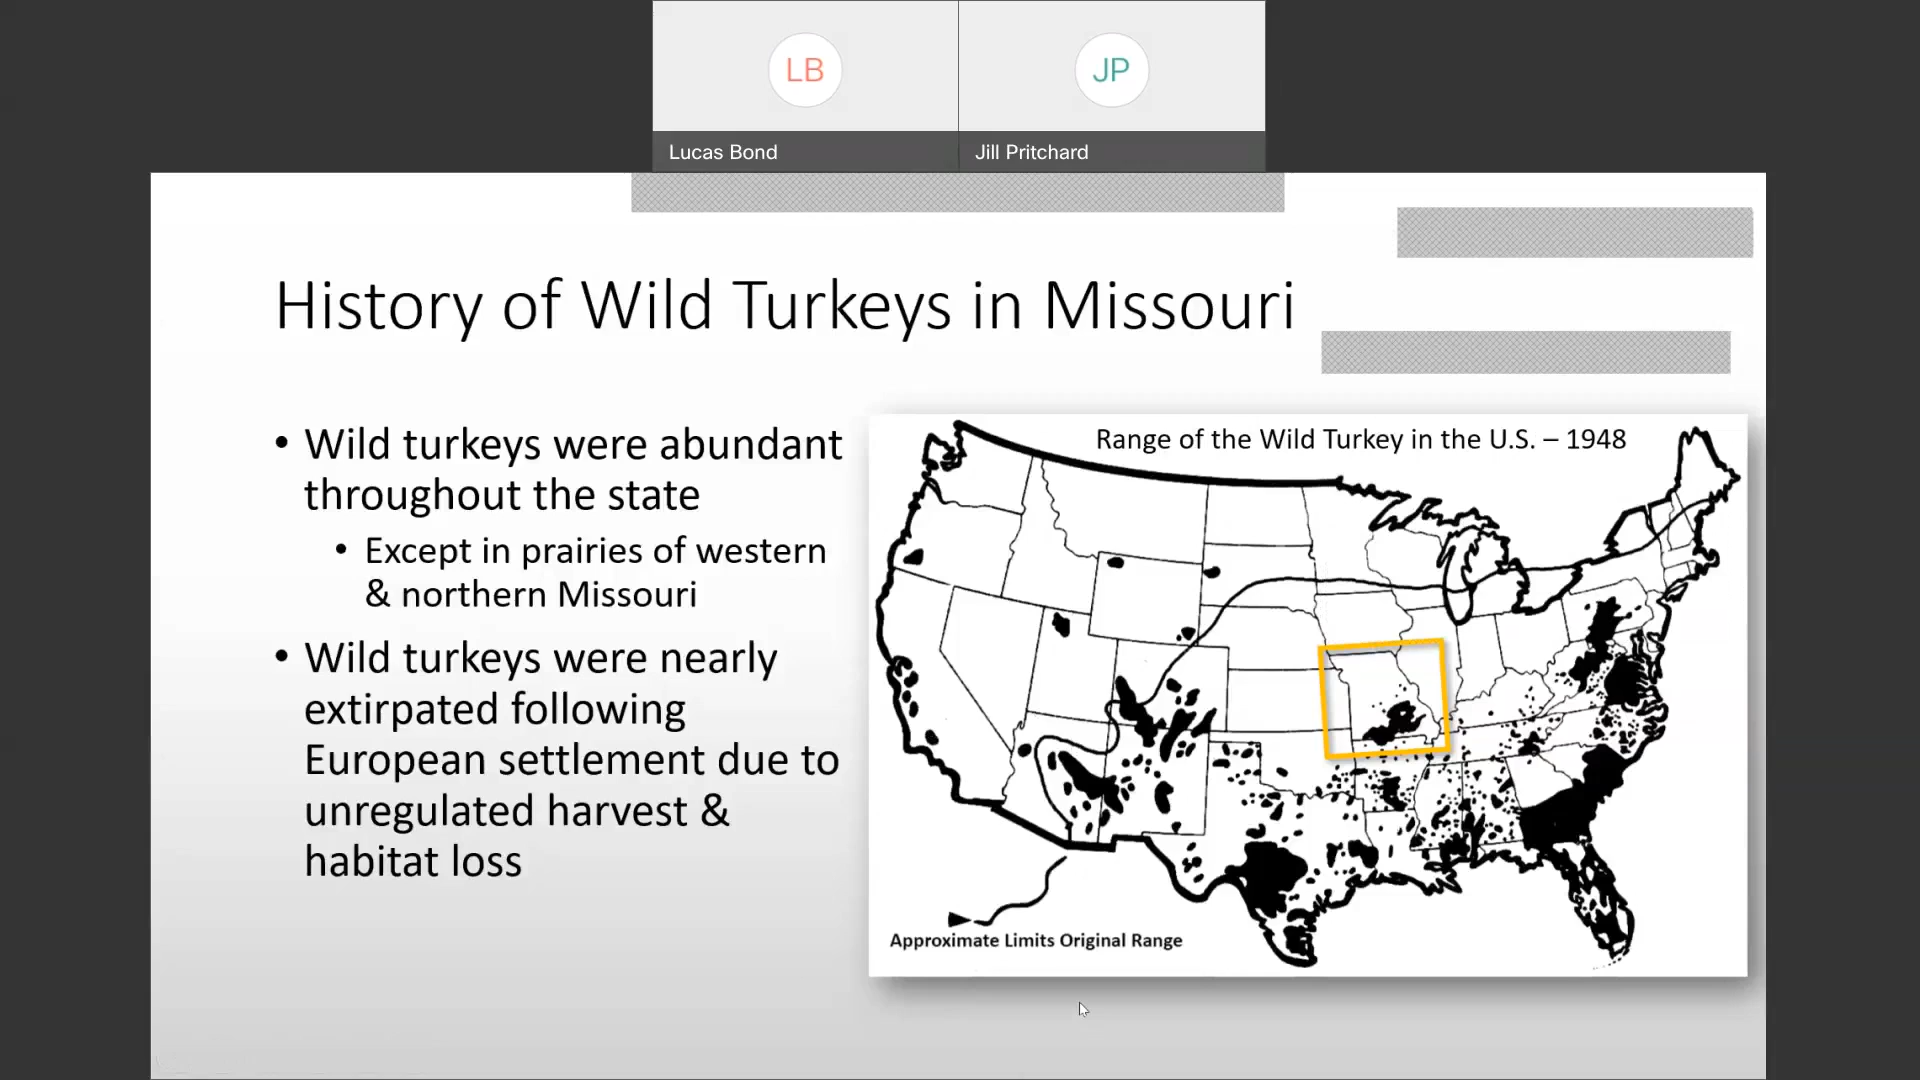 LB
JP
Lucas Bond
Jill Pritchard
History of Wild Turkeys in Missouri
• Wild turkeys were abundant
throughout the state
• Except in prairies of western
& northern Missouri
• Wild turkeys were nearly
extirpated following
European settlement due to
unregulated harvest &
habitat loss
Range of the Wild Turkey in the U.S. – 1948
Approximate Limits Original Range